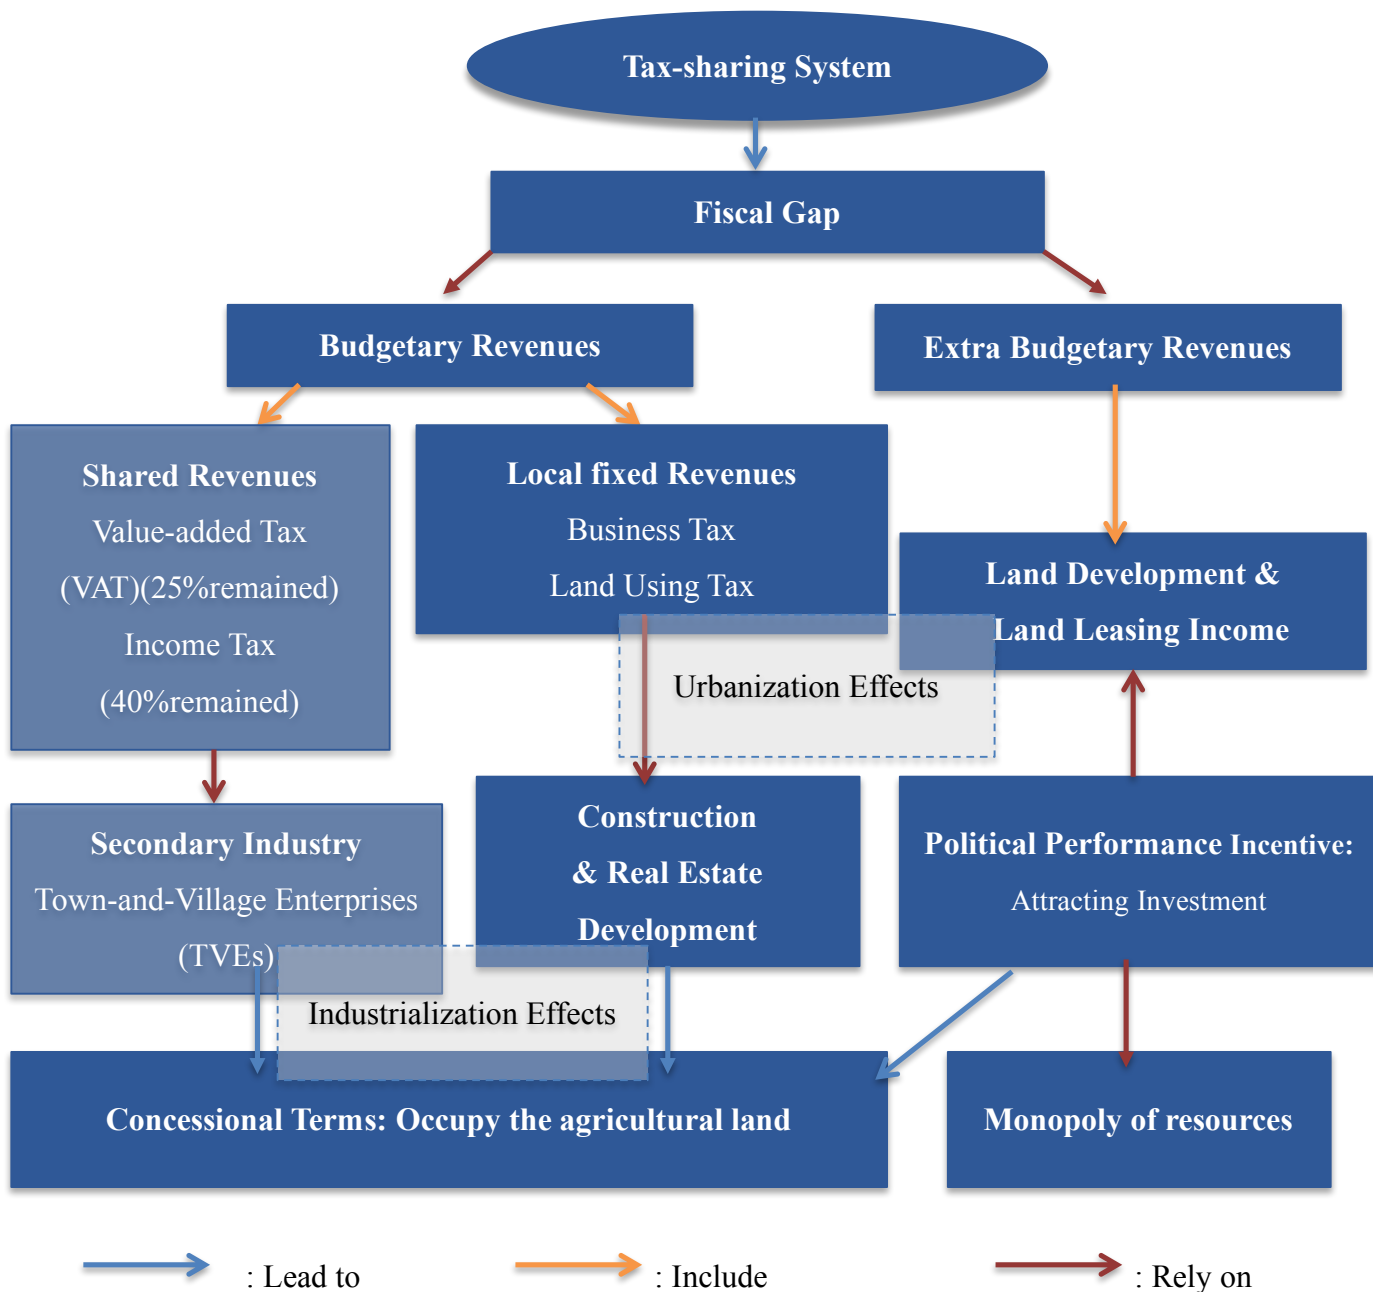 Tax-sharing System
Fiscal Gap
Budgetary Revenues
Extra Budgetary Revenues
Shared Revenues
Value-added Tax
(VAT)(25%remained)
Income Tax
(40%remained)
Local fixed Revenues
Business Tax
Land Using Tax
Land Development &
Land Leasing Income
Urbanization Effects
Secondary Industry
Town-and-Village Enterprises
(TVEs)
Construction
& Real Estate
Development
Political Performance Incentive:
Attracting Investment
Industrialization Effects
Concessional Terms: Occupy the agricultural land
Monopoly of resources
: Lead to
: Include
: Rely on